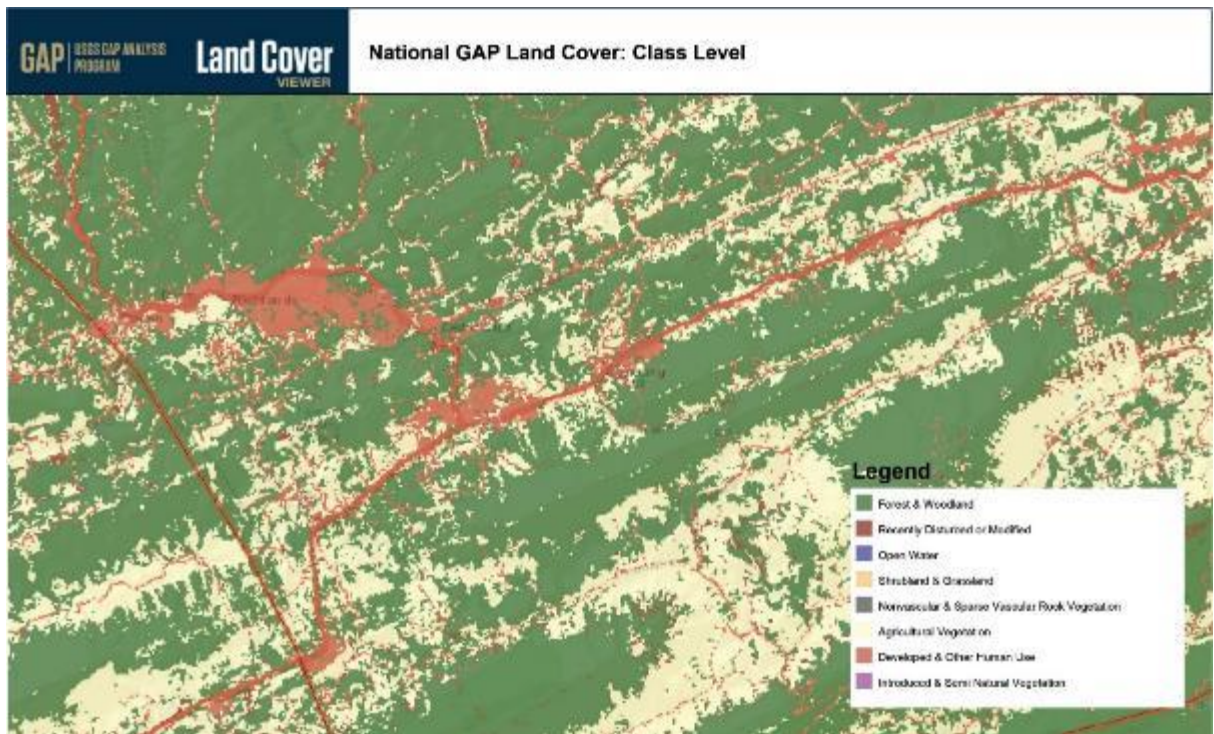 GAP
USGS GAP ANALYSIS
PROGRAM
Land Cover
VIEWER
National GAP Land Cover: Class Level
Legend
Forest & Woodland
Recently Disturbed or Modified
Open Water
Shrubland & Grassland
Nonvascular & Sparse Vascular Rock Vegetation
Agricultural Vegetation
Developed & Other Human Use
Introduced & Semi Natural Vegetation